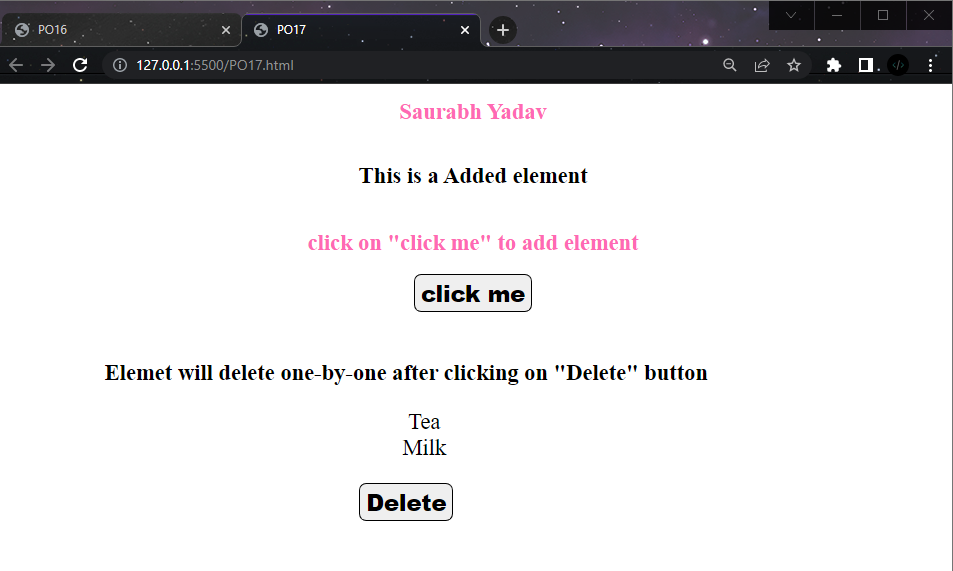 PO16
PO17
127.0.0.1:5500/PO17.html
Saurabh Yadav
This is a Added element
click on "click me" to add element
click me
Elemet will delete one-by-one after clicking on "Delete" button
Tea
Milk
Delete